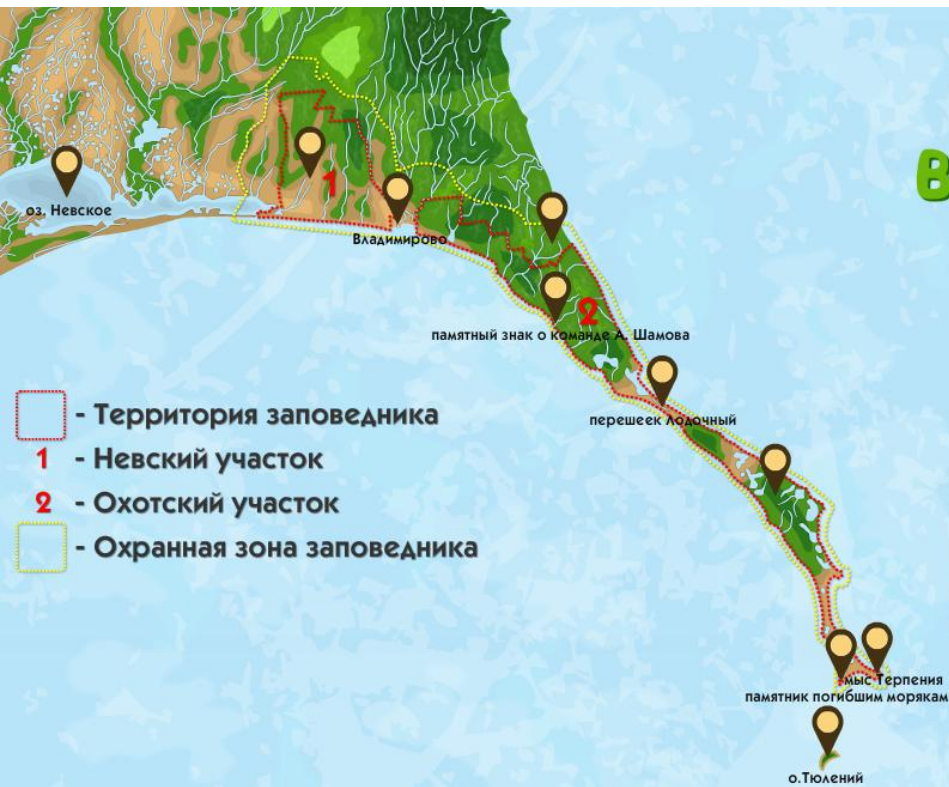 В
1
оз. Невское
Владимирово
2
памятный знак о команде А. Шамова
перешеек Лодочный
- Территория заповедника
1 - Невский участок
2 - Охотский участок
- Охранная зона заповедника
мыс Терпения
памятник погибшим морякам
о.Тюлений